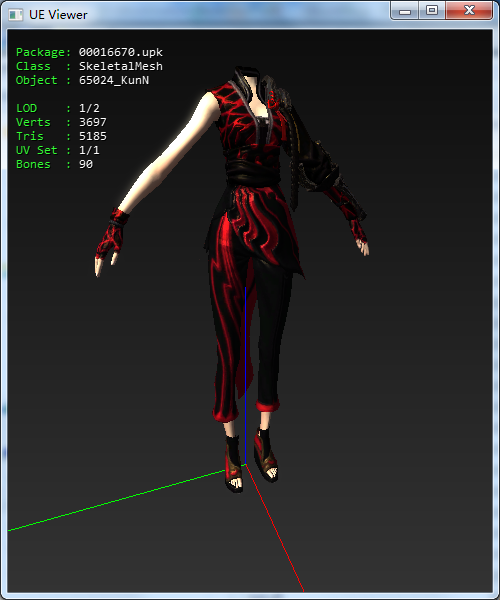 UE Viewer
Package: 00016670.upk
Class : SkeletalMesh
Object : 65024_KunN
LOD : 1/2
Verts : 3697
Tris : 5185
UV Set : 1/1
Bones : 90